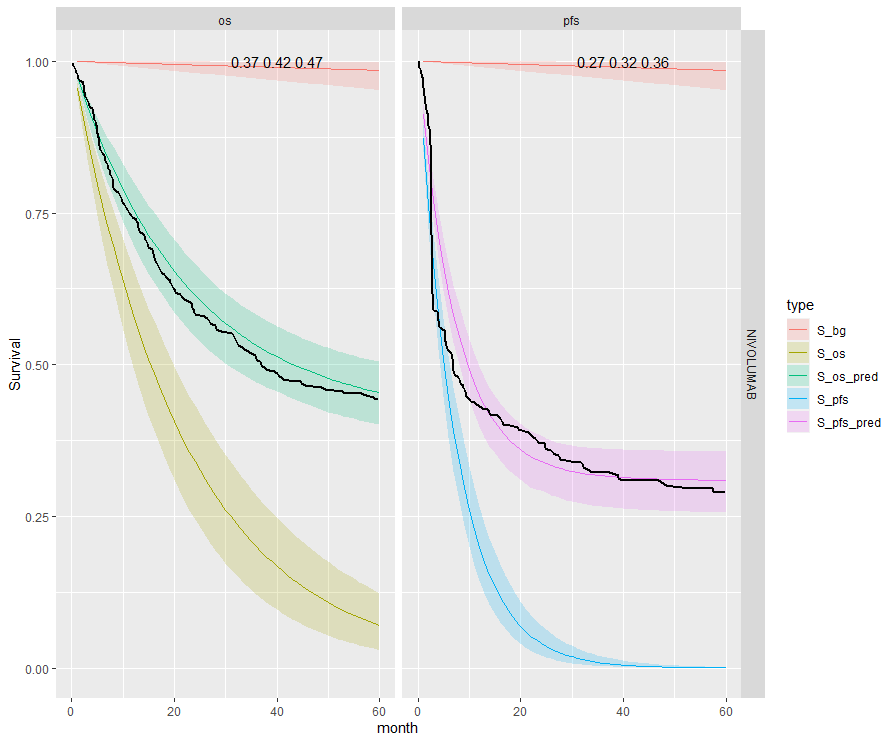 os
pfs
0.37 0.42 0.47
0.27 0.32 0.36
1.00
0.75
0.50
0.25
0.00
Survival
NIVOLUMAB
0
20
40
60
0
20
40
60
month
type
S_bg
S_os
S_os_pred
S_pfs
S_pfs_pred